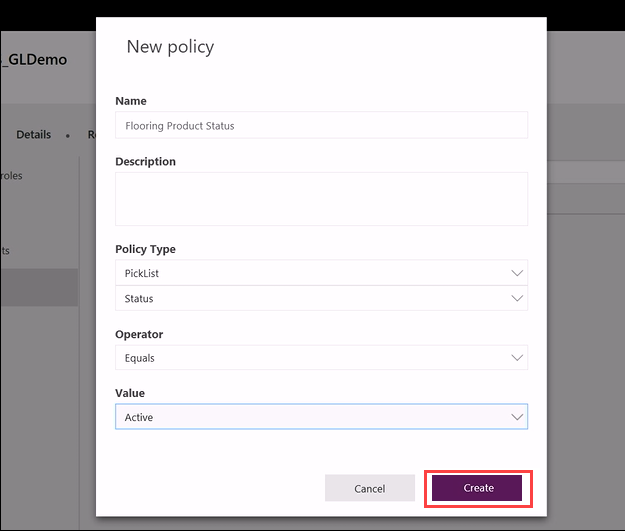 New policy
_GLDemo
Name
Flooring Product Status
Details
Description
roles
ts
Policy Type
PickList
Status
Operator
Equals
Value
Active
Cancel
Create